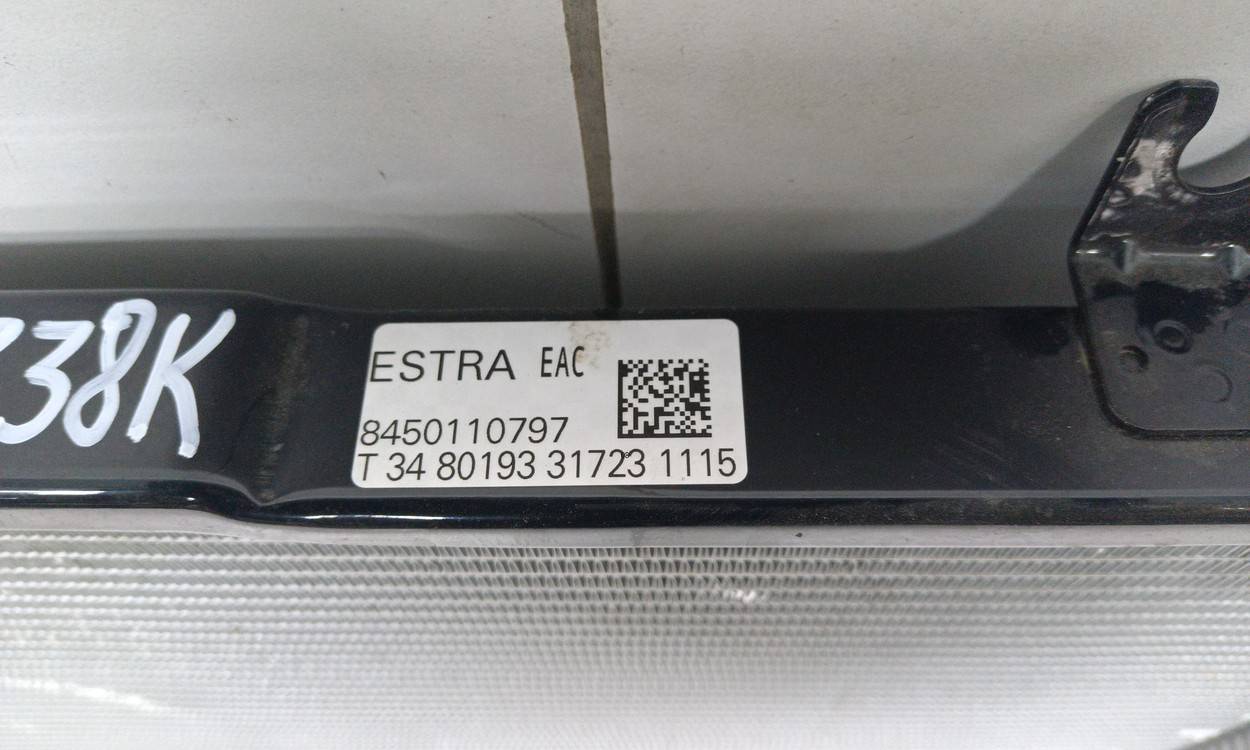 38K
ESTRA EAC
8450110797
T 34 80193 31723 1115